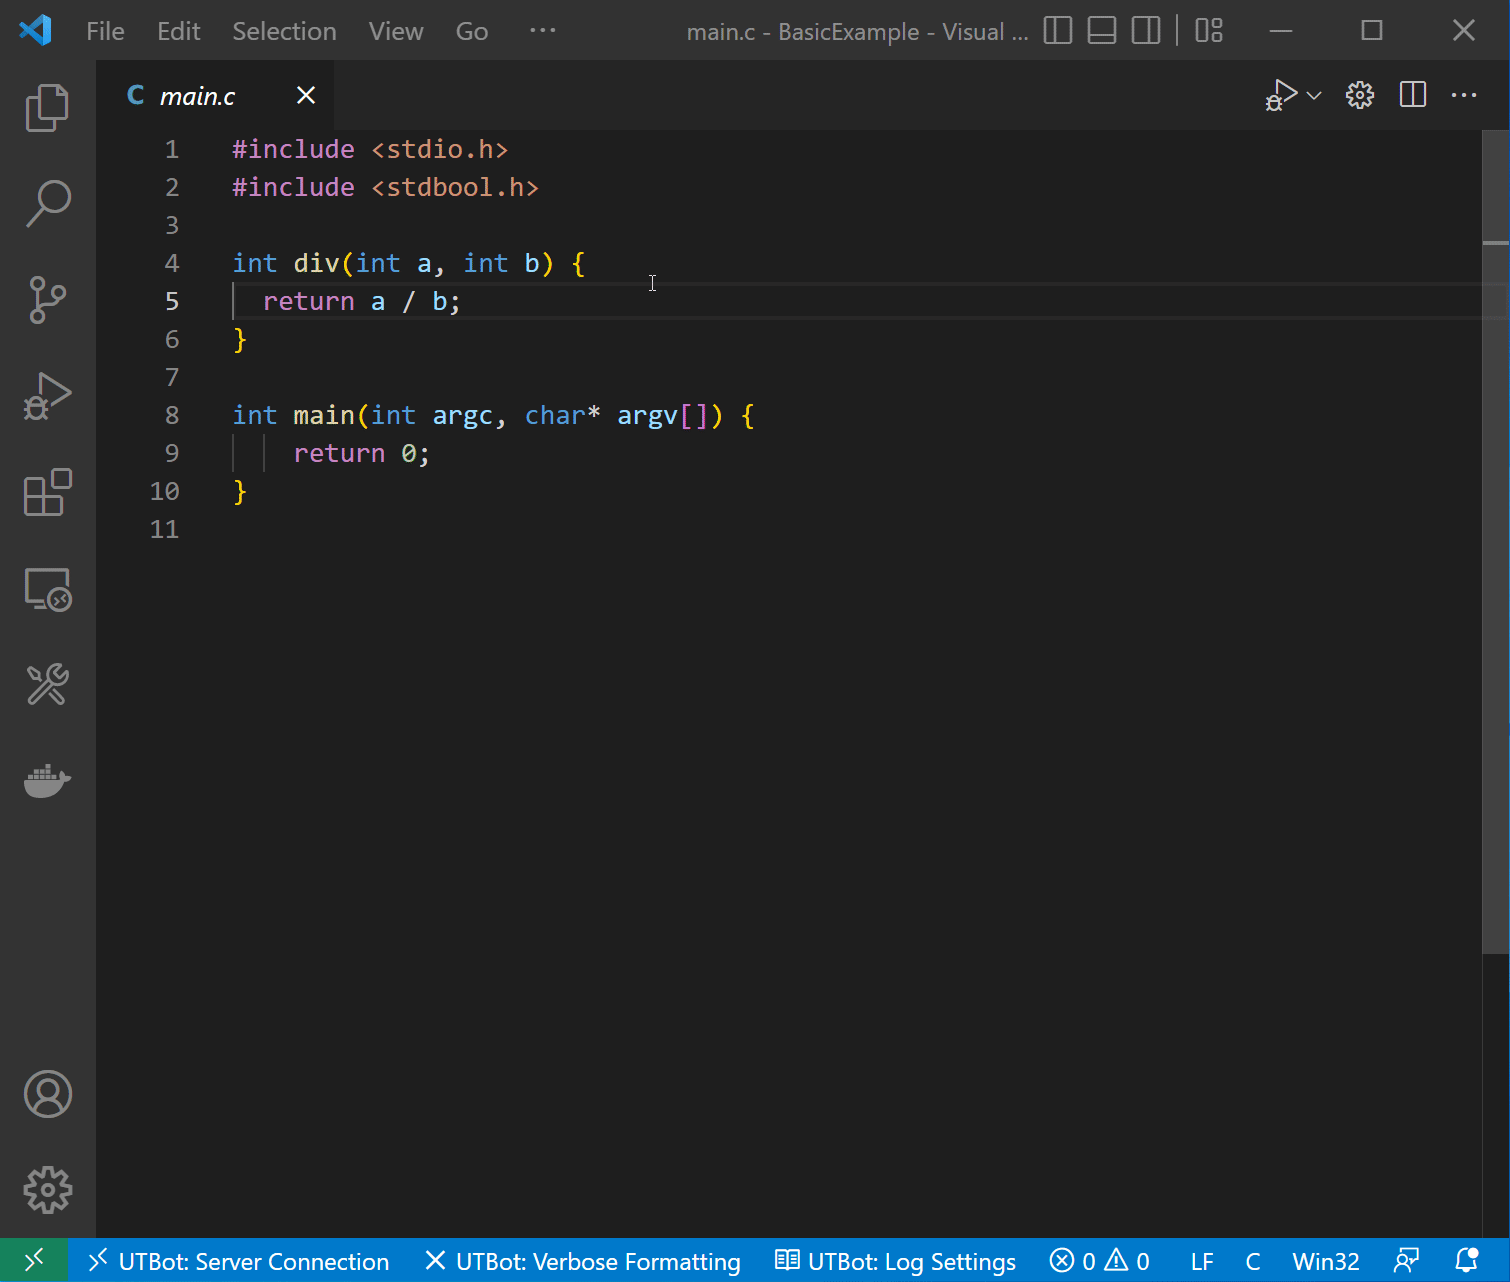 File Edit Selection View Go ... main.c - BasicExample - Visual ...
C main.c
1 #include <stdio.h>
2 #include <stdbool.h>
3
4 int div(int a, int b) {
5 return a / b;
6 }
7
8 int main(int argc, char* argv[]) {
9 return 0;
10 }
11
UTBot: Server Connection UTBot: Verbose Formatting UTBot: Log Settings 0 0 LF C Win32